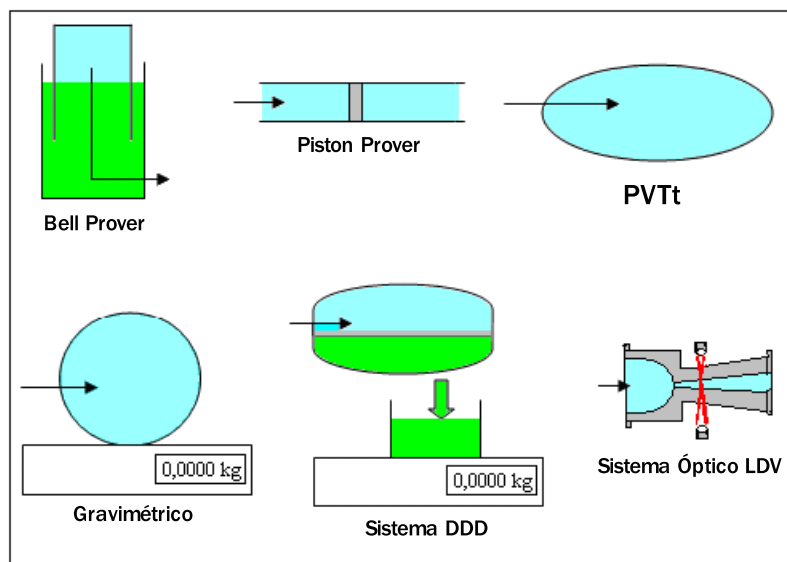 Bell Prover
Piston Prover
PVTt
0,0000 kg
Gravimétrico
0,0000 kg
Sistema DDD
Sistema Óptico LDV